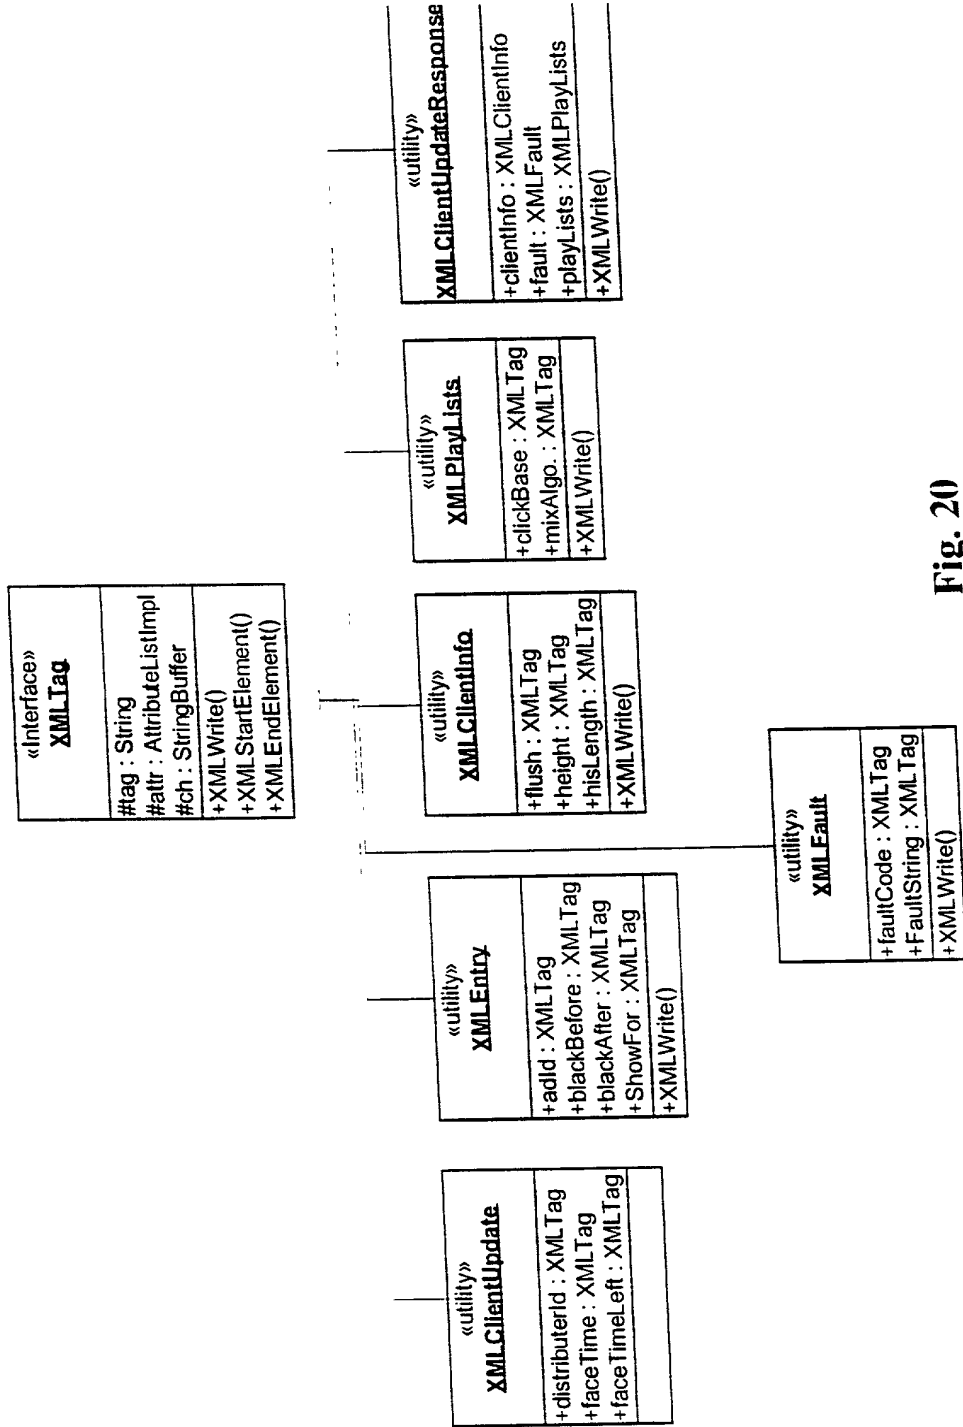 «Interface»
XMLTag
#tag : String
#attr : AttributeListImpl
#ch : StringBuffer
+XMLWrite()
+XMLStartElement()
+XMLEndElement()
«utility»
XMLClientUpdate
+distributerId : XMLTag
+faceTime : XMLTag
+faceTimeLeft : XMLTag
«utility»
XMLEntry
+adId : XMLTag
+blackBefore : XMLTag
+blackAfter : XMLTag
+ShowFor : XMLTag
+XMLWrite()
«utility»
XMLClientInfo
+flush : XMLTag
+height : XMLTag
+hisLength : XMLTag
+XMLWrite()
«utility»
XMLPlayLists
+clickBase : XMLTag
+mixAlgo. : XMLTag
+XMLWrite()
«utility»
XMLClientUpdateResponse
+clientInfo : XMLClientInfo
+fault : XMLFault
+playLists : XMLPlayLists
+XMLWrite()
«utility»
XMLFault
+faultCode : XMLTag
+FaultString : XMLTag
+XMLWrite()
Fig. 20